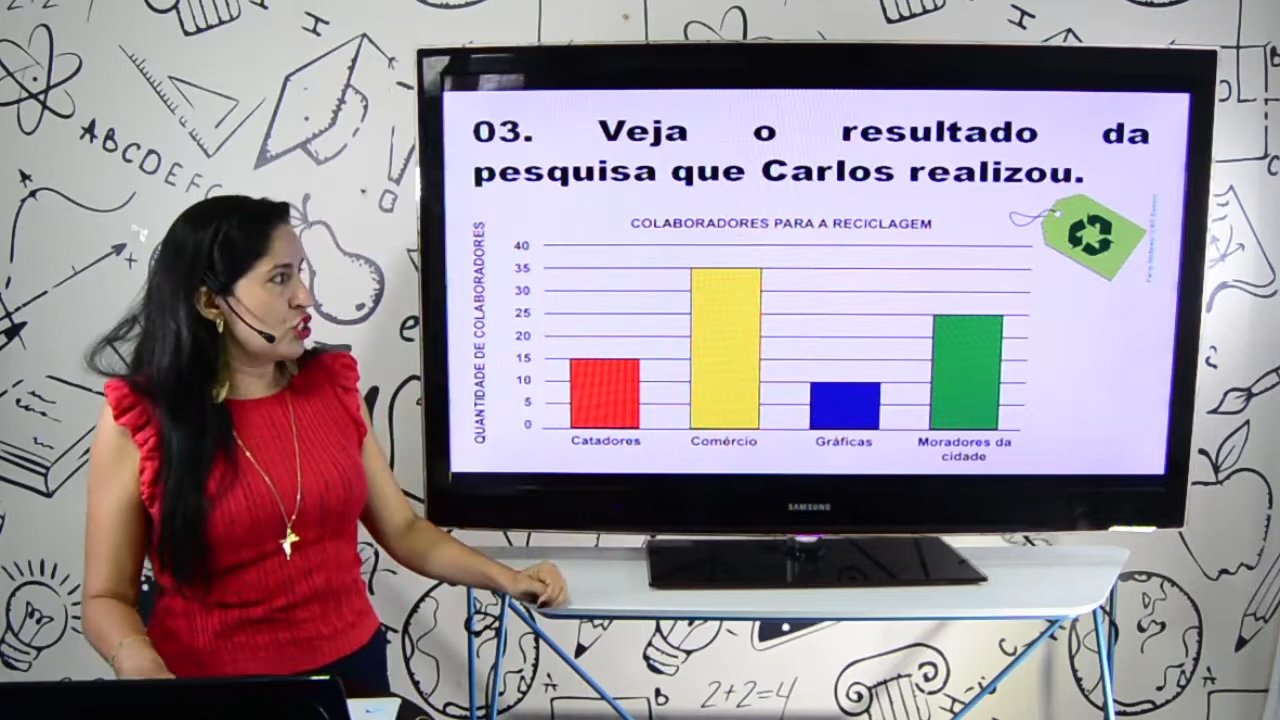 ABCDEFG
03. Veja o resultado da
pesquisa que Carlos realizou.
COLABORADORES PARA A RECICLAGEM
QUANTIDADE DE COLABORADORES
40
35
30
25
20
15
10
5
0
Catadores
Comércio
Gráficas
Moradores da
cidade
SAMSUNG
2+2=4